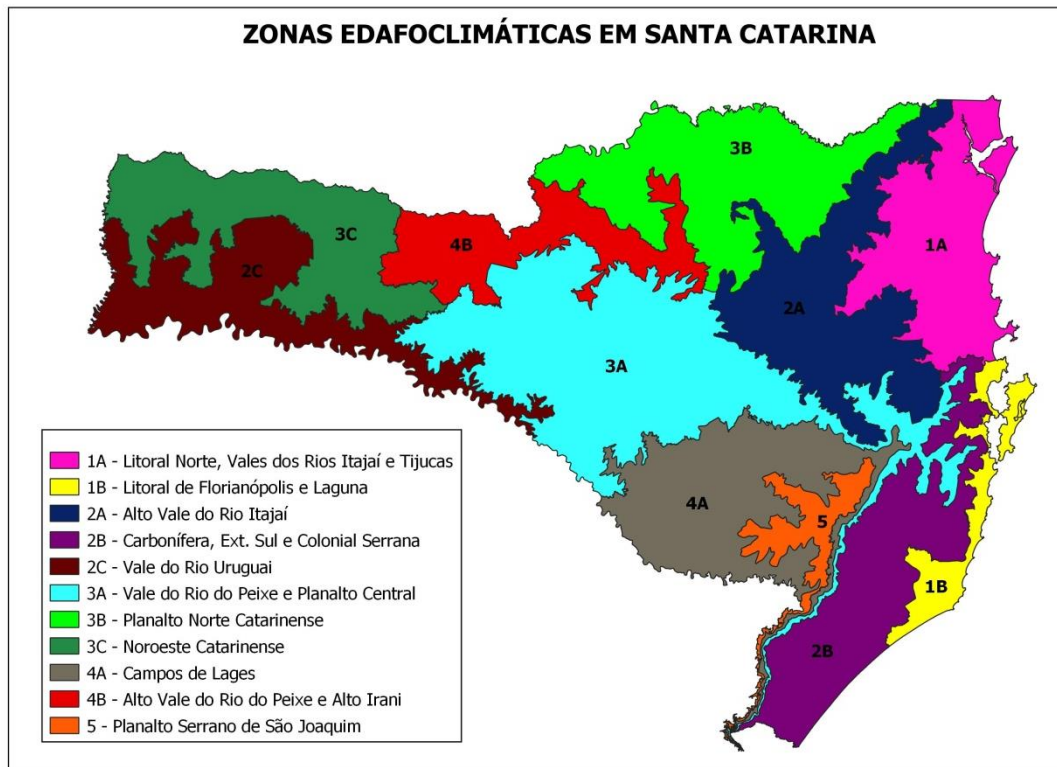 ZONAS EDAFOCLIMÁTICAS EM SANTA CATARINA
3B
3C
4B
1A
2C
2A
3A
4A
5
1B
2B
1A - Litoral Norte, Vales dos Rios Itajaí e Tijucas
1B - Litoral de Florianópolis e Laguna
2A - Alto Vale do Rio Itajaí
2B - Carbonífera, Ext. Sul e Colonial Serrana
2C - Vale do Rio Uruguai
3A - Vale do Rio do Peixe e Planalto Central
3B - Planalto Norte Catarinense
3C - Noroeste Catarinense
4A - Campos de Lages
4B - Alto Vale do Rio do Peixe e Alto Irani
5 - Planalto Serrano de São Joaquim